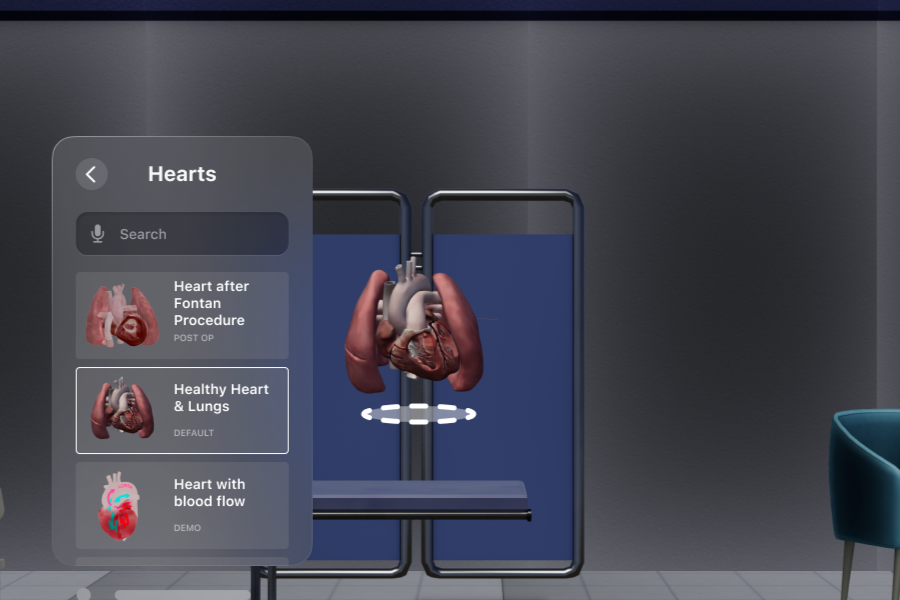 Hearts
Search
Heart after
Fontan
Procedure
POST OP
Healthy Heart
& Lungs
DEFAULT
Heart with
blood flow
DEMO